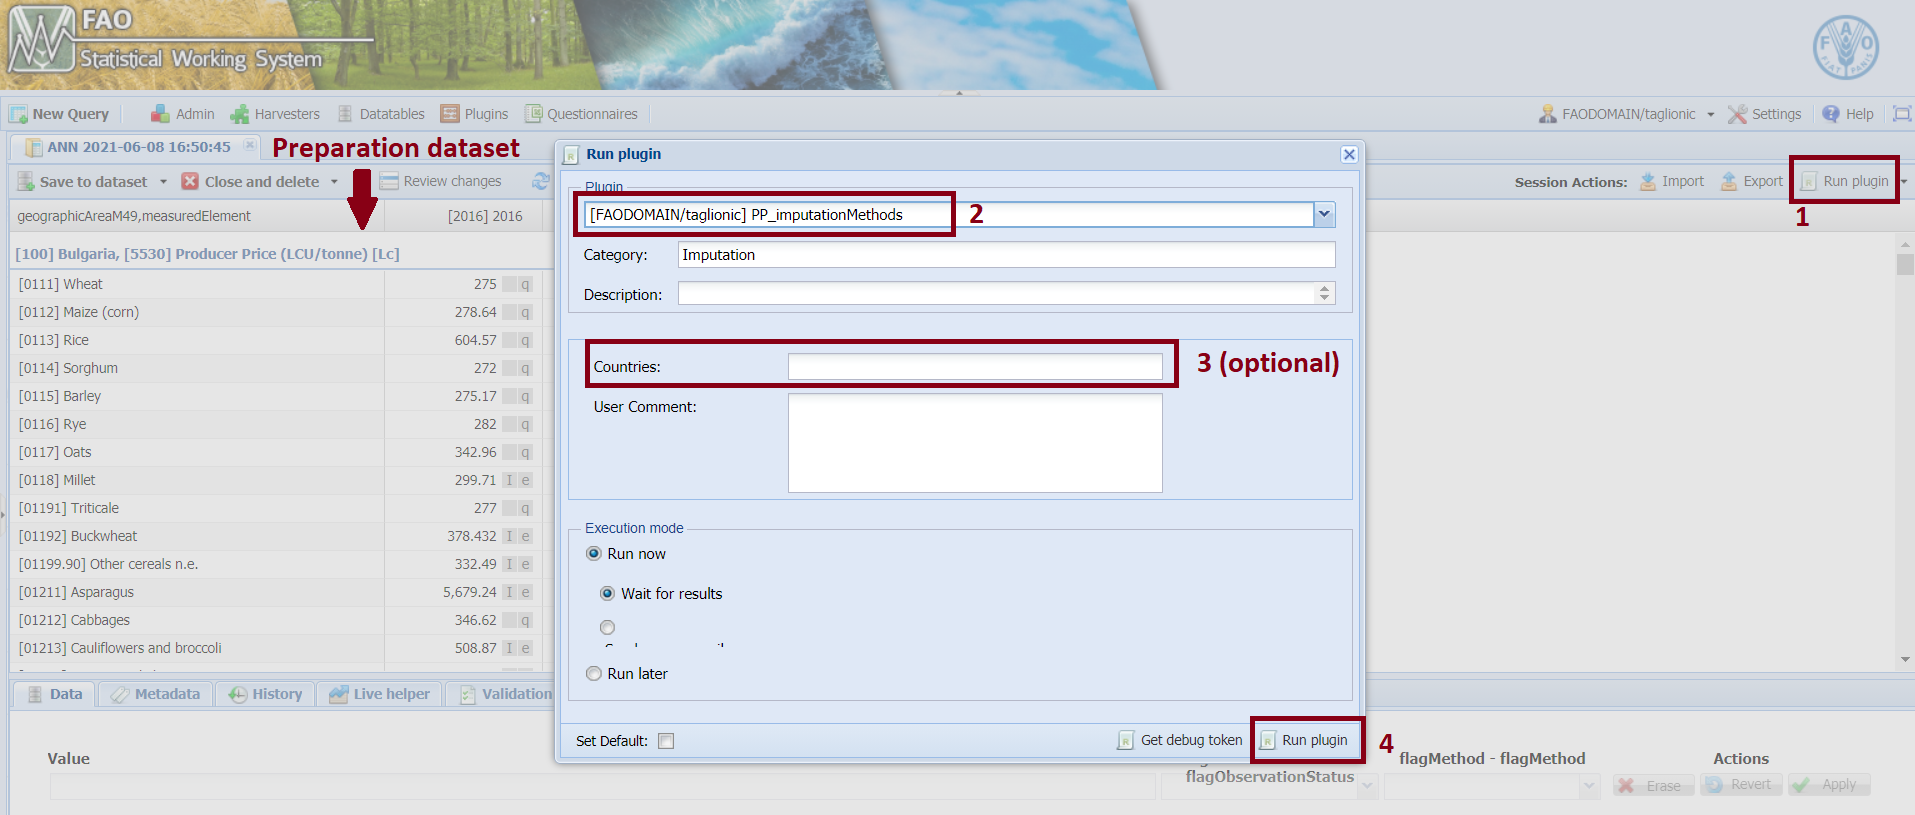 FAO
Statistical Working System
FAO
FIAT PANIS
New Query Admin Harvesters Datatables Plugins Questionnaires FAODOMAIN/taglionic Settings Help
ANN 2021-06-08 16:50:45 Preparation dataset
Save to dataset Close and delete Review changes Session Actions: Import Export Run plugin
1
geographicAreaM49,measuredElement [2016] 2016
[100] Bulgaria, [5530] Producer Price (LCU/tonne) [Lc]
[0111] Wheat 275 q
[0112] Maize (corn) 278.64 q
[0113] Rice 604.57 q
[0114] Sorghum 272 q
[0115] Barley 275.17 q
[0116] Rye 282 q
[0117] Oats 342.96 q
[0118] Millet 299.71 I e
[01191] Triticale 277 q
[01192] Buckwheat 378.432 I e
[01199.90] Other cereals n.e. 332.49 I e
[01211] Asparagus 5,679.24 I e
[01212] Cabbages 346.62 q
[01213] Cauliflowers and broccoli 508.87 I e
Run plugin
Plugin
[FAODOMAIN/taglionic] PP_imputationMethods 2
Category: Imputation
Description:
Countries: 3 (optional)
User Comment:
Execution mode
Run now
Wait for results
Run later
Set Default: Get debug token Run plugin 4
Data Metadata History Live helper Validation
Value flagObservationStatus flagMethod - flagMethod Actions
Erase Revert Apply